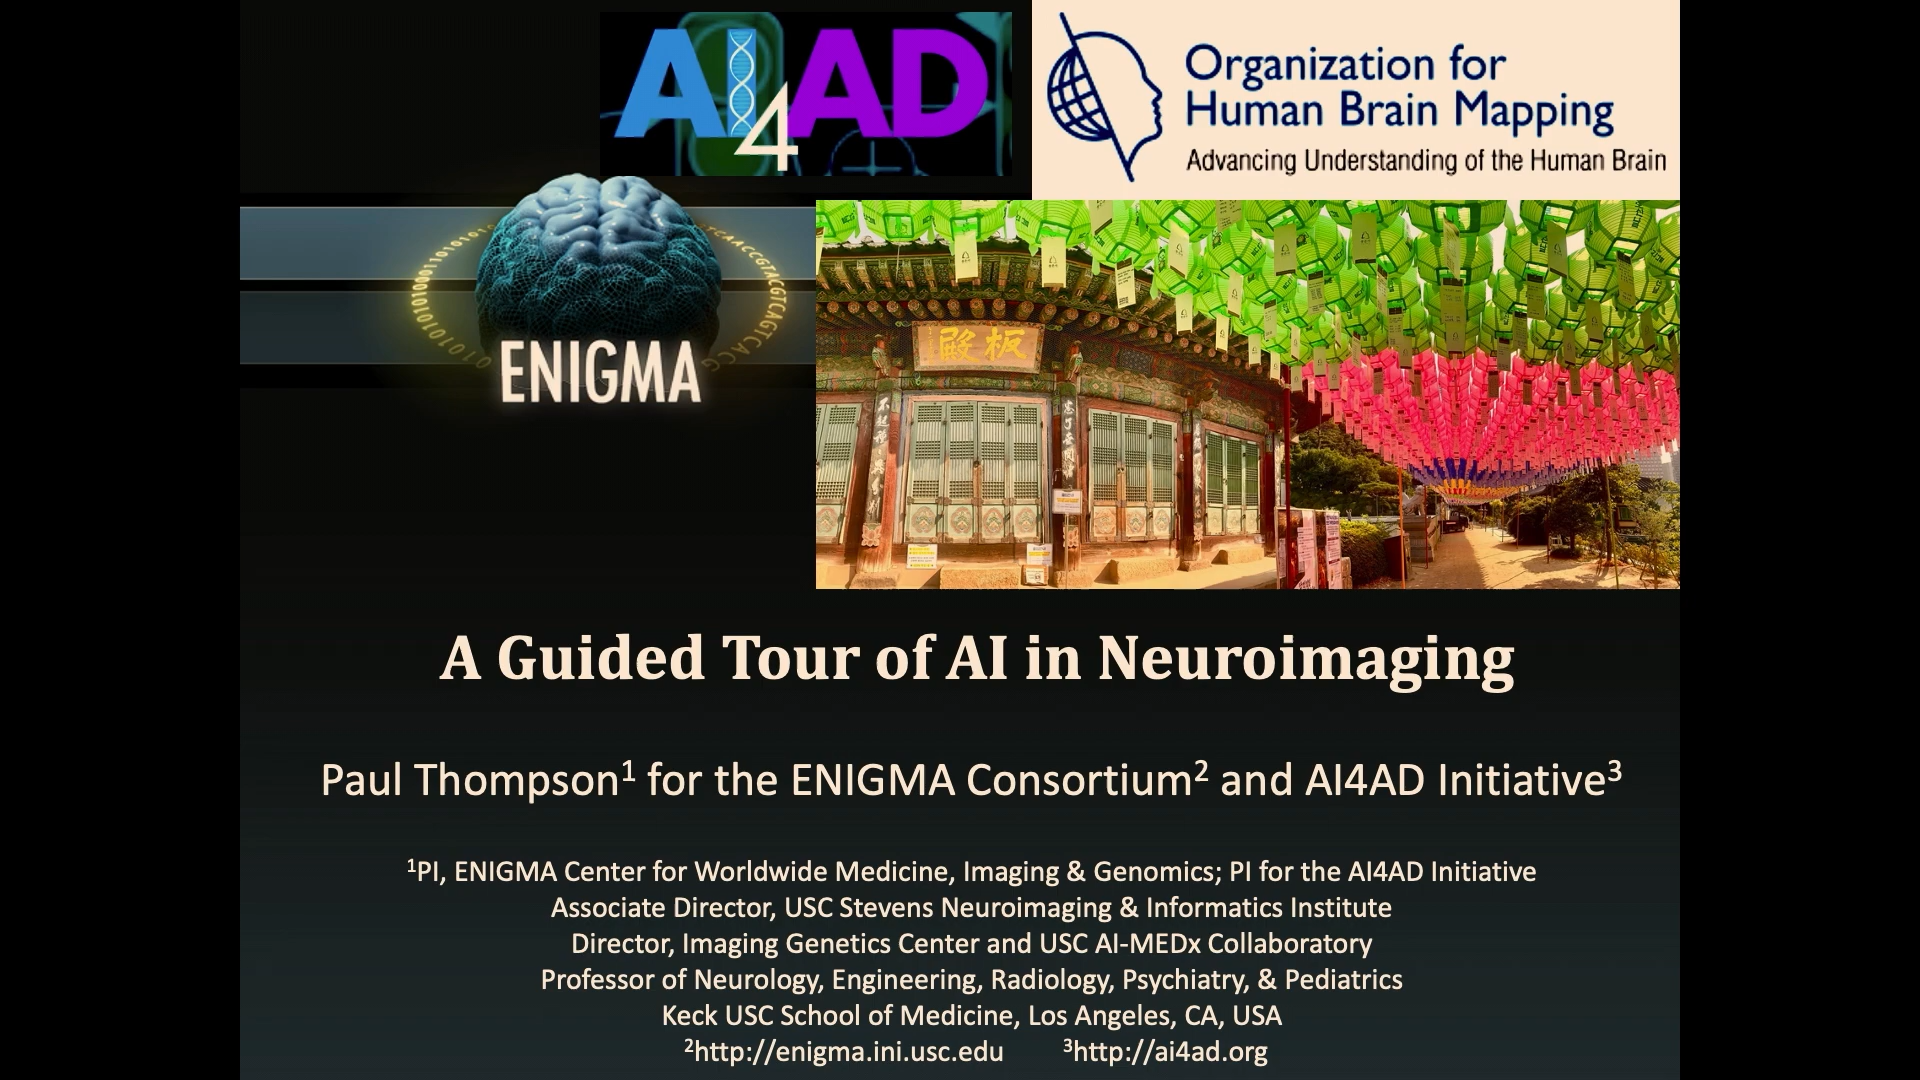 AI4AD
Organization for
Human Brain Mapping
Advancing Understanding of the Human Brain
ENIGMA
殿板
A Guided Tour of AI in Neuroimaging
Paul Thompson¹ for the ENIGMA Consortium² and AI4AD Initiative³
¹PI, ENIGMA Center for Worldwide Medicine, Imaging & Genomics; PI for the AI4AD Initiative
Associate Director, USC Stevens Neuroimaging & Informatics Institute
Director, Imaging Genetics Center and USC AI-MEDx Collaboratory
Professor of Neurology, Engineering, Radiology, Psychiatry, & Pediatrics
Keck USC School of Medicine, Los Angeles, CA, USA
²http://enigma.ini.usc.edu ³http://ai4ad.org